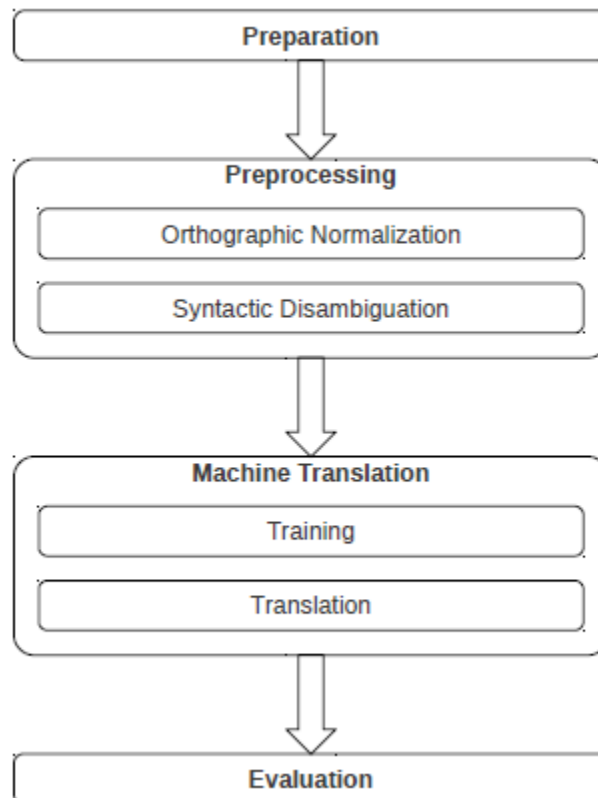 Preparation
Preprocessing
Orthographic Normalization
Syntactic Disambiguation
Machine Translation
Training
Translation
Evaluation